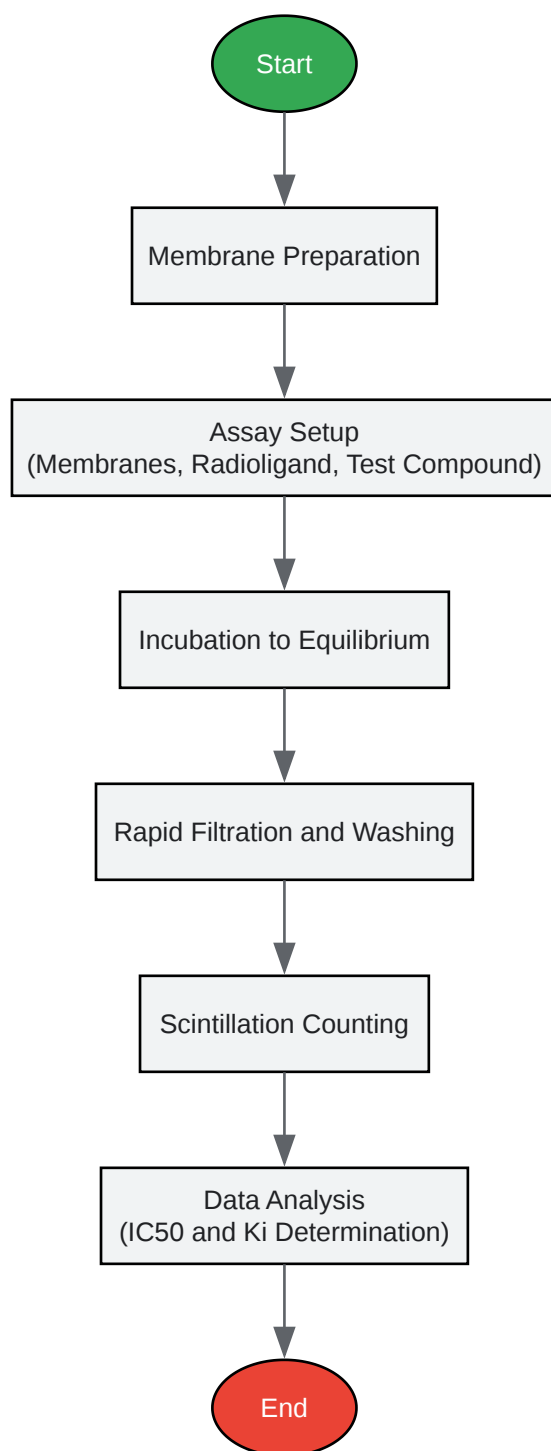 Start
Membrane Preparation
Assay Setup
(Membranes, Radioligand, Test Compound)
Incubation to Equilibrium
Rapid Filtration and Washing
Scintillation Counting
Data Analysis
(IC50 and Ki Determination)
End